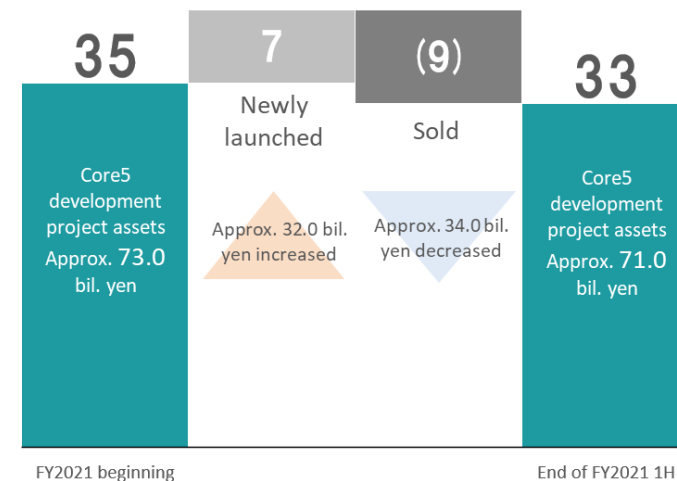 35
7
(9)
33
Newly
launched
Sold
Core5
development
project assets
Approx. 73.0
bil. yen
Approx. 32.0 bil.
yen increased
Approx. 34.0 bil.
yen decreased
Core5
development
project assets
Approx. 71.0
bil. yen
FY2021 beginning
End of FY2021 1H